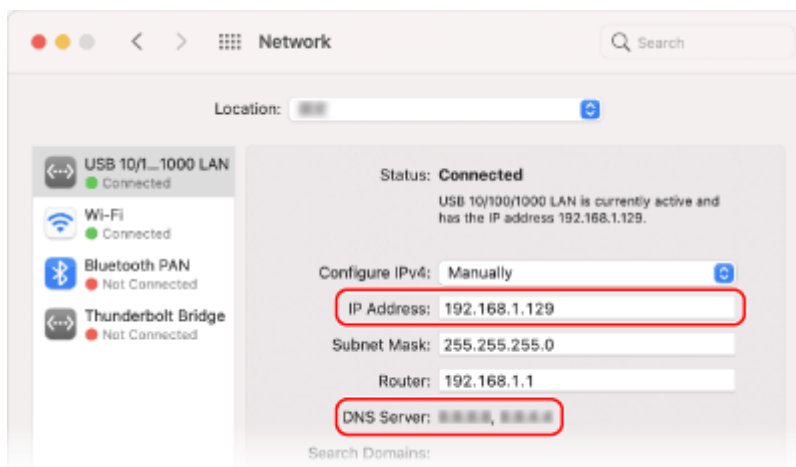 Network
Search
Location:
USB 10/1...1000 LAN
Connected
Wi-Fi
Connected
Bluetooth PAN
Not Connected
Thunderbolt Bridge
Not Connected
Status: Connected
USB 10/100/1000 LAN is currently active and
has the IP address 192.168.1.129.
Configure IPv4: Manually
IP Address: 192.168.1.129
Subnet Mask: 255.255.255.0
Router: 192.168.1.1
DNS Server:
Search Domains: